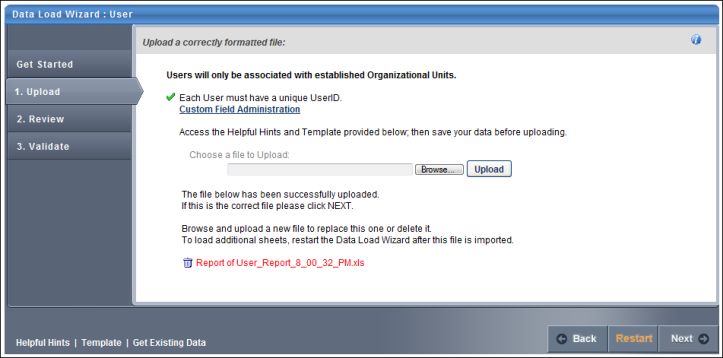 Data Load Wizard : User
Get Started
1. Upload
2. Review
3. Validate
Upload a correctly formatted file:
Users will only be associated with established Organizational Units.
Each User must have a unique UserID.
Custom Field Administration
Access the Helpful Hints and Template provided below; then save your data before uploading.
Choose a file to Upload:
Browse... Upload
The file below has been successfully uploaded.
If this is the correct file please click NEXT.
Browse and upload a new file to replace this one or delete it.
To load additional sheets, restart the Data Load Wizard after this file is imported.
Report of User_Report_8_00_32_PM.xls
Helpful Hints | Template | Get Existing Data
Back Restart Next